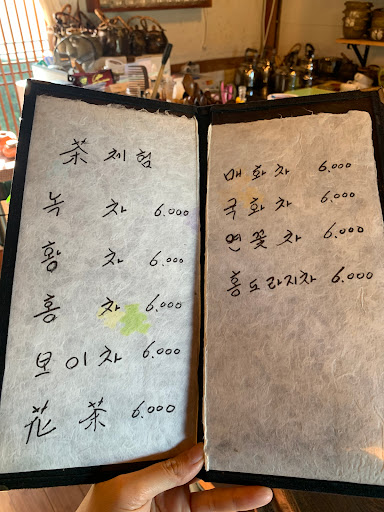 茶 체험
녹 차 6.000
황 차 6.000
홍 차 6.000
보이차 6.000
花 茶 6.000
매화차 6.000
국화차 6.000
연꽃차 6.000
홍도라지차 6.000